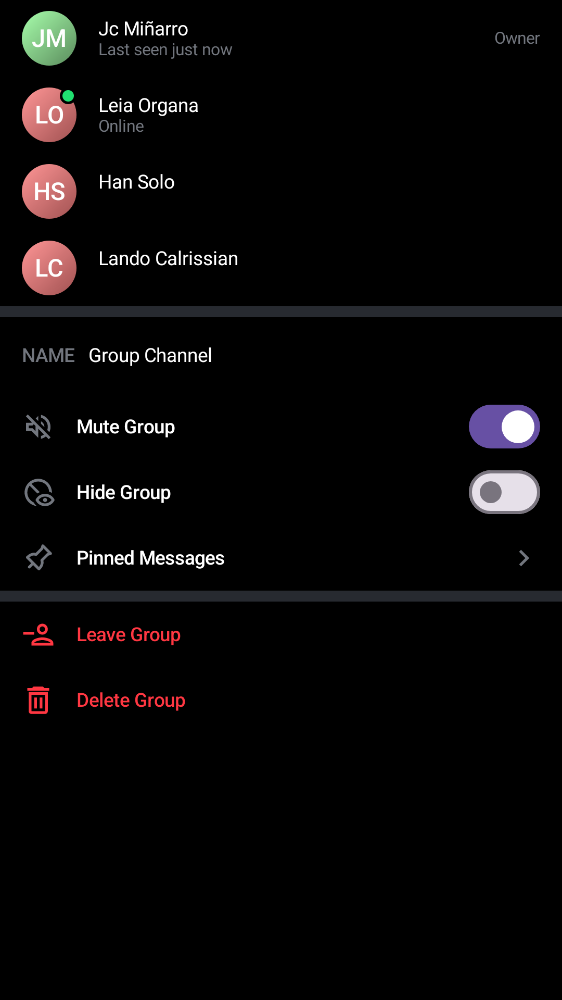 JM
Jc Miñarro
Last seen just now
Owner
LO
Leia Organa
Online
HS
Han Solo
LC
Lando Calrissian
NAME Group Channel
Mute Group
Hide Group
Pinned Messages
Leave Group
Delete Group